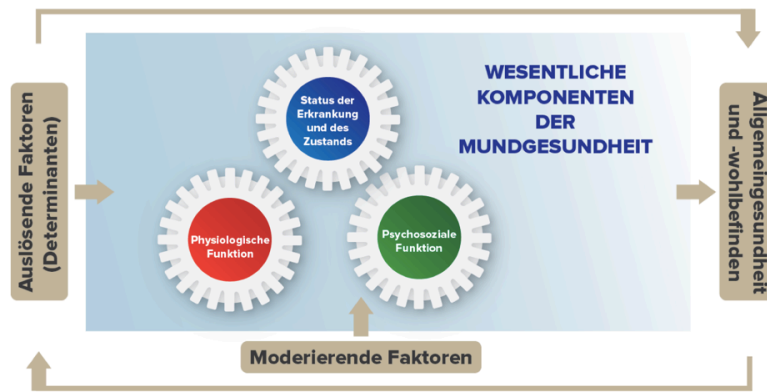 Auslösende Faktoren
(Determinanten)
Status der
Erkrankung
und des
Zustands
Physiologische
Funktion
Psychosoziale
Funktion
WESENTLICHE
KOMPONENTEN
DER
MUNDGESUNDHEIT
Moderierende Faktoren
Allgemeingesundheit
und -wohlbefinden